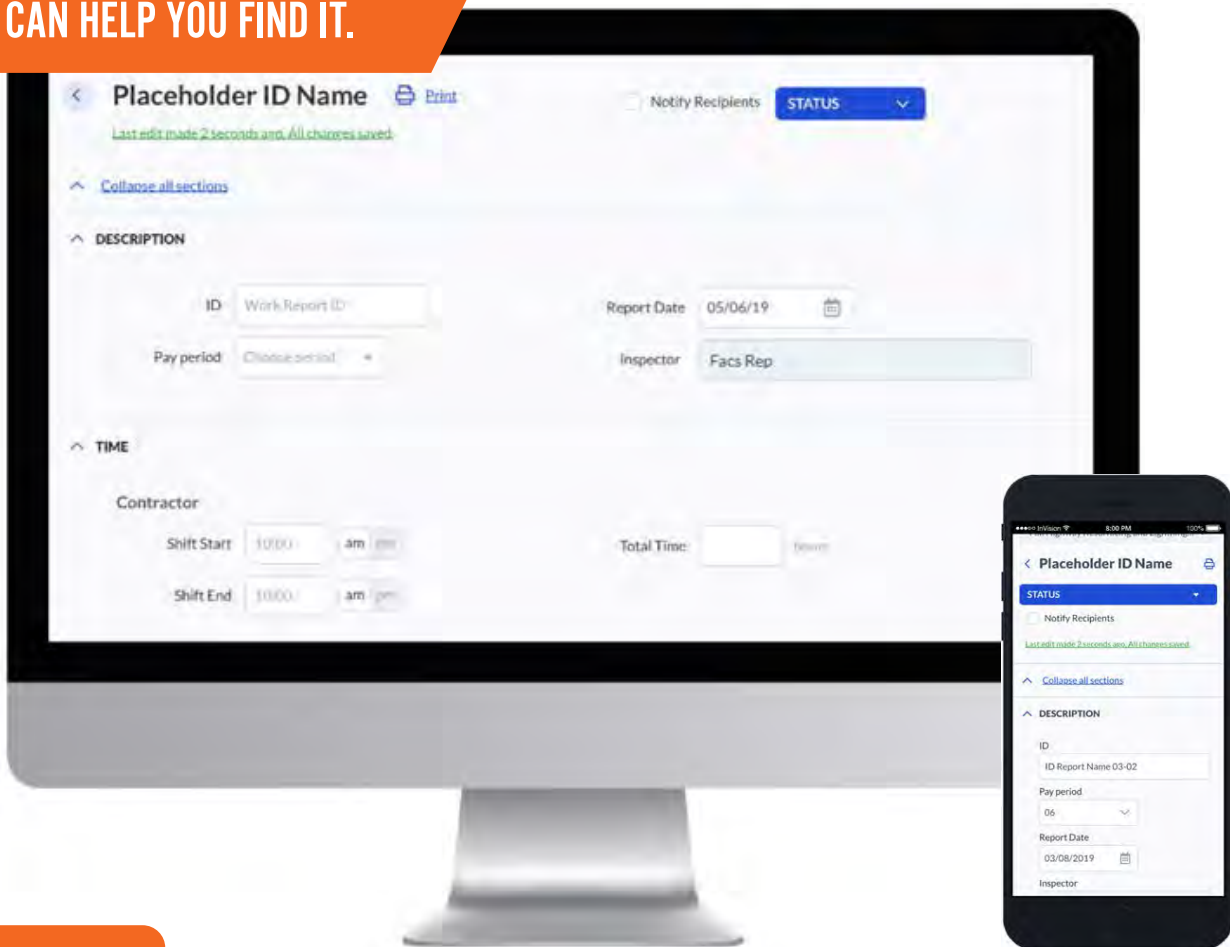 CAN HELP YOU FIND IT.
Placeholder ID Name Print
Notify Recipients STATUS
Last edit made 2 seconds ago. All changes saved.
Collapse all sections
DESCRIPTION
ID Work Report ID
Report Date 05/06/19
Pay period Choose period
Inspector Facs Rep
TIME
Contractor
Shift Start 10:00 am pm
Total Time hours
Shift End 10:00 am pm
InVision 8:00 PM 100%
Placeholder ID Name
STATUS
Notify Recipients
Last edit made 2 seconds ago. All changes saved.
Collapse all sections
DESCRIPTION
ID
ID Report Name 03-02
Pay period
06
Report Date
03/08/2019
Inspector